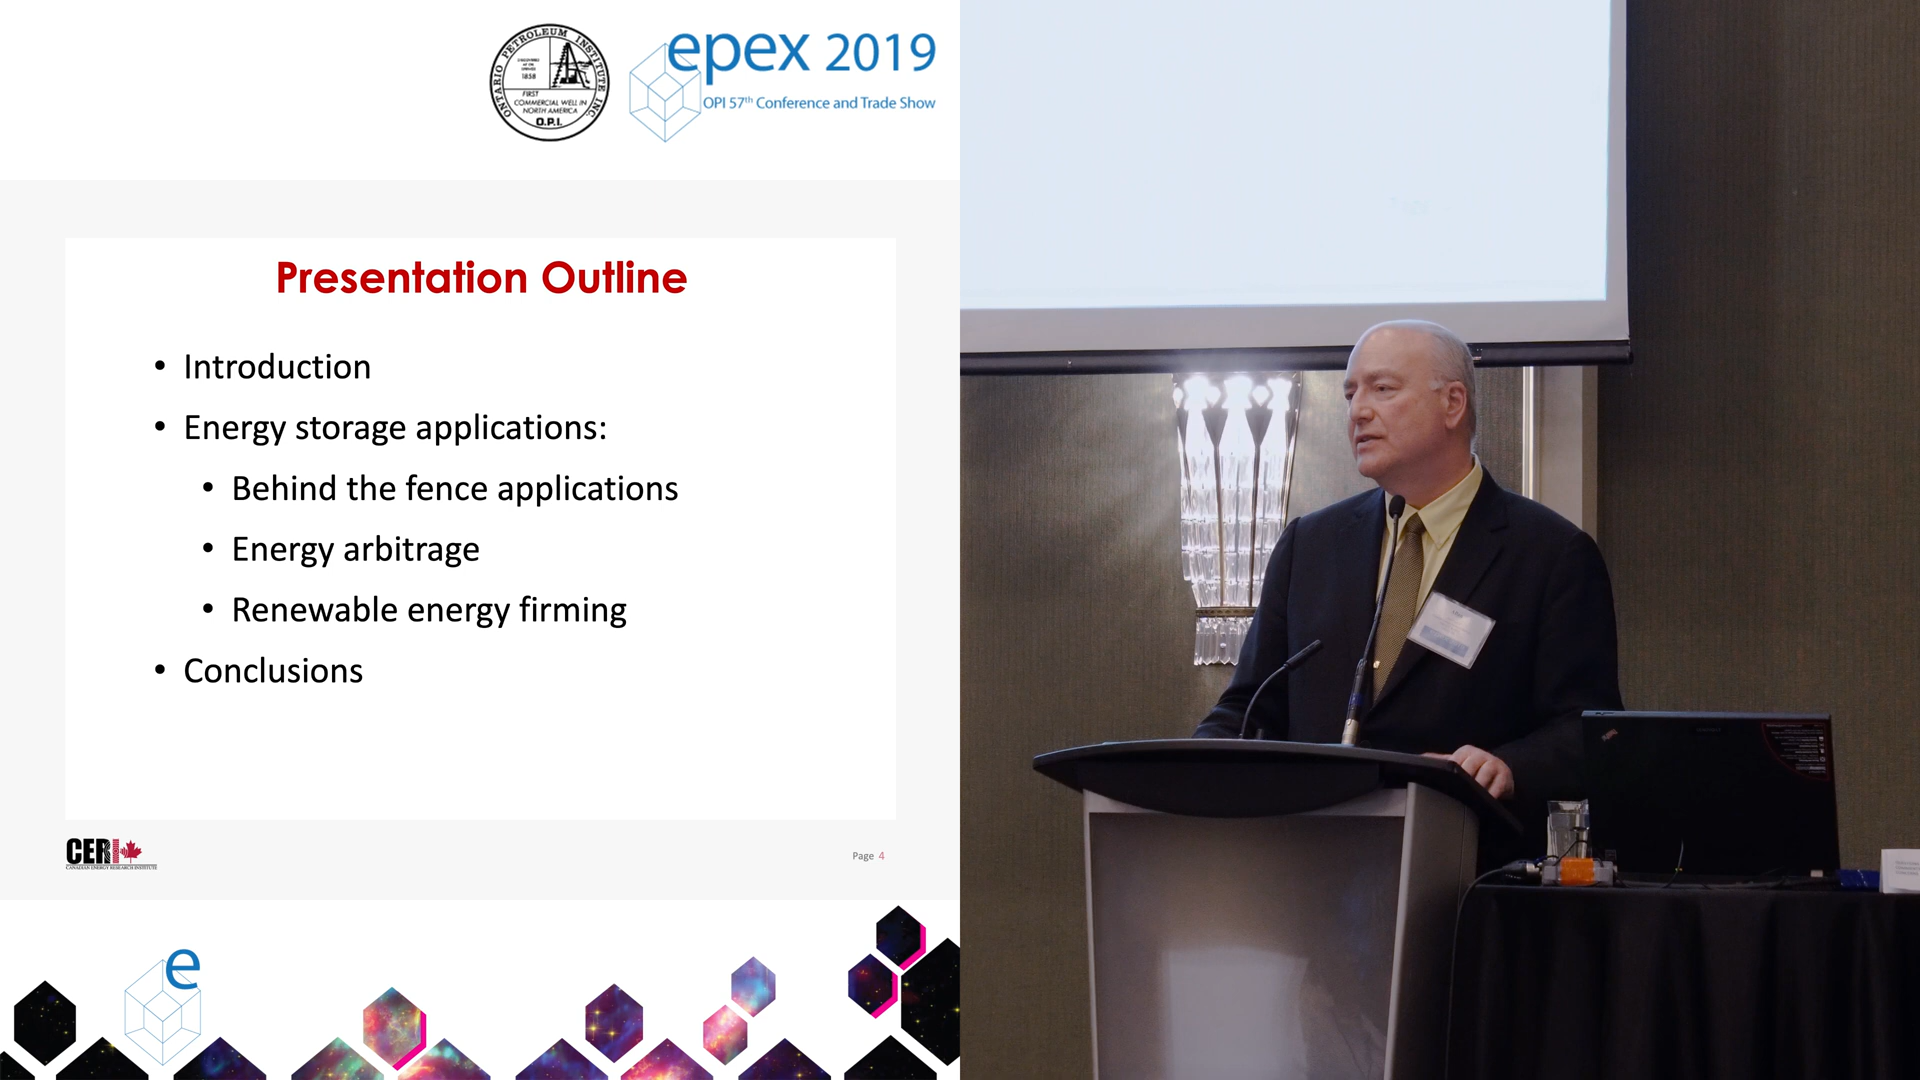 ONTARIO PETROLEUM INSTITUTE INC.
1858
FIRST
COMMERCIAL WELL IN
NORTH AMERICA
O.P.I.
epex 2019
OPI 57th Conference and Trade Show
Presentation Outline
• Introduction
• Energy storage applications:
• Behind the fence applications
• Energy arbitrage
• Renewable energy firming
• Conclusions
CERI
CANADIAN ENERGY RESEARCH INSTITUTE
Page 4
e